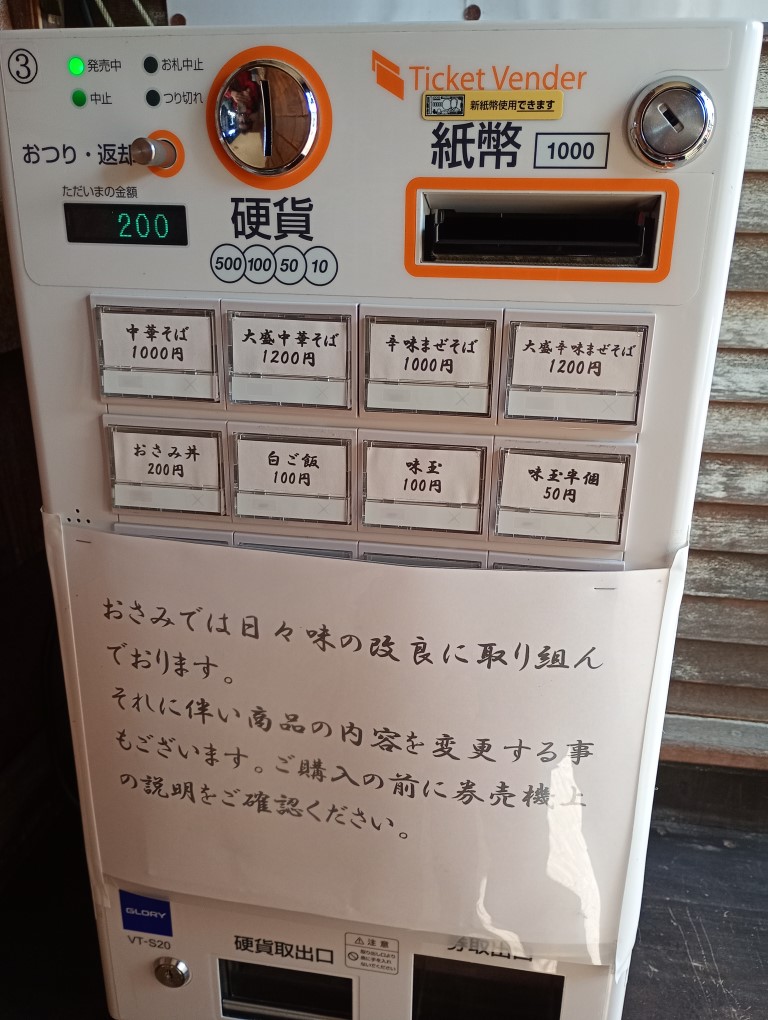 ③
発売中 お札中止
中止 つり切れ
おつり・返却
ただいまの金額
200
硬貨
500 100 50 10
Ticket Vender
新紙幣使用できます
紙幣 1000
中華そば
1000円
大盛中華そば
1200円
辛味まぜそば
1000円
大盛辛味まぜそば
1200円
おさみ丼
200円
白ご飯
100円
味玉
100円
味玉半個
50円
おさみでは日々味の改良に取り組ん
でおります。
それに伴い商品の内容を変更する事
もございます。ご購入の前に券売機上
の説明をご確認ください。
GLORY
VT-S20
硬貨取出口
注意
券取出口